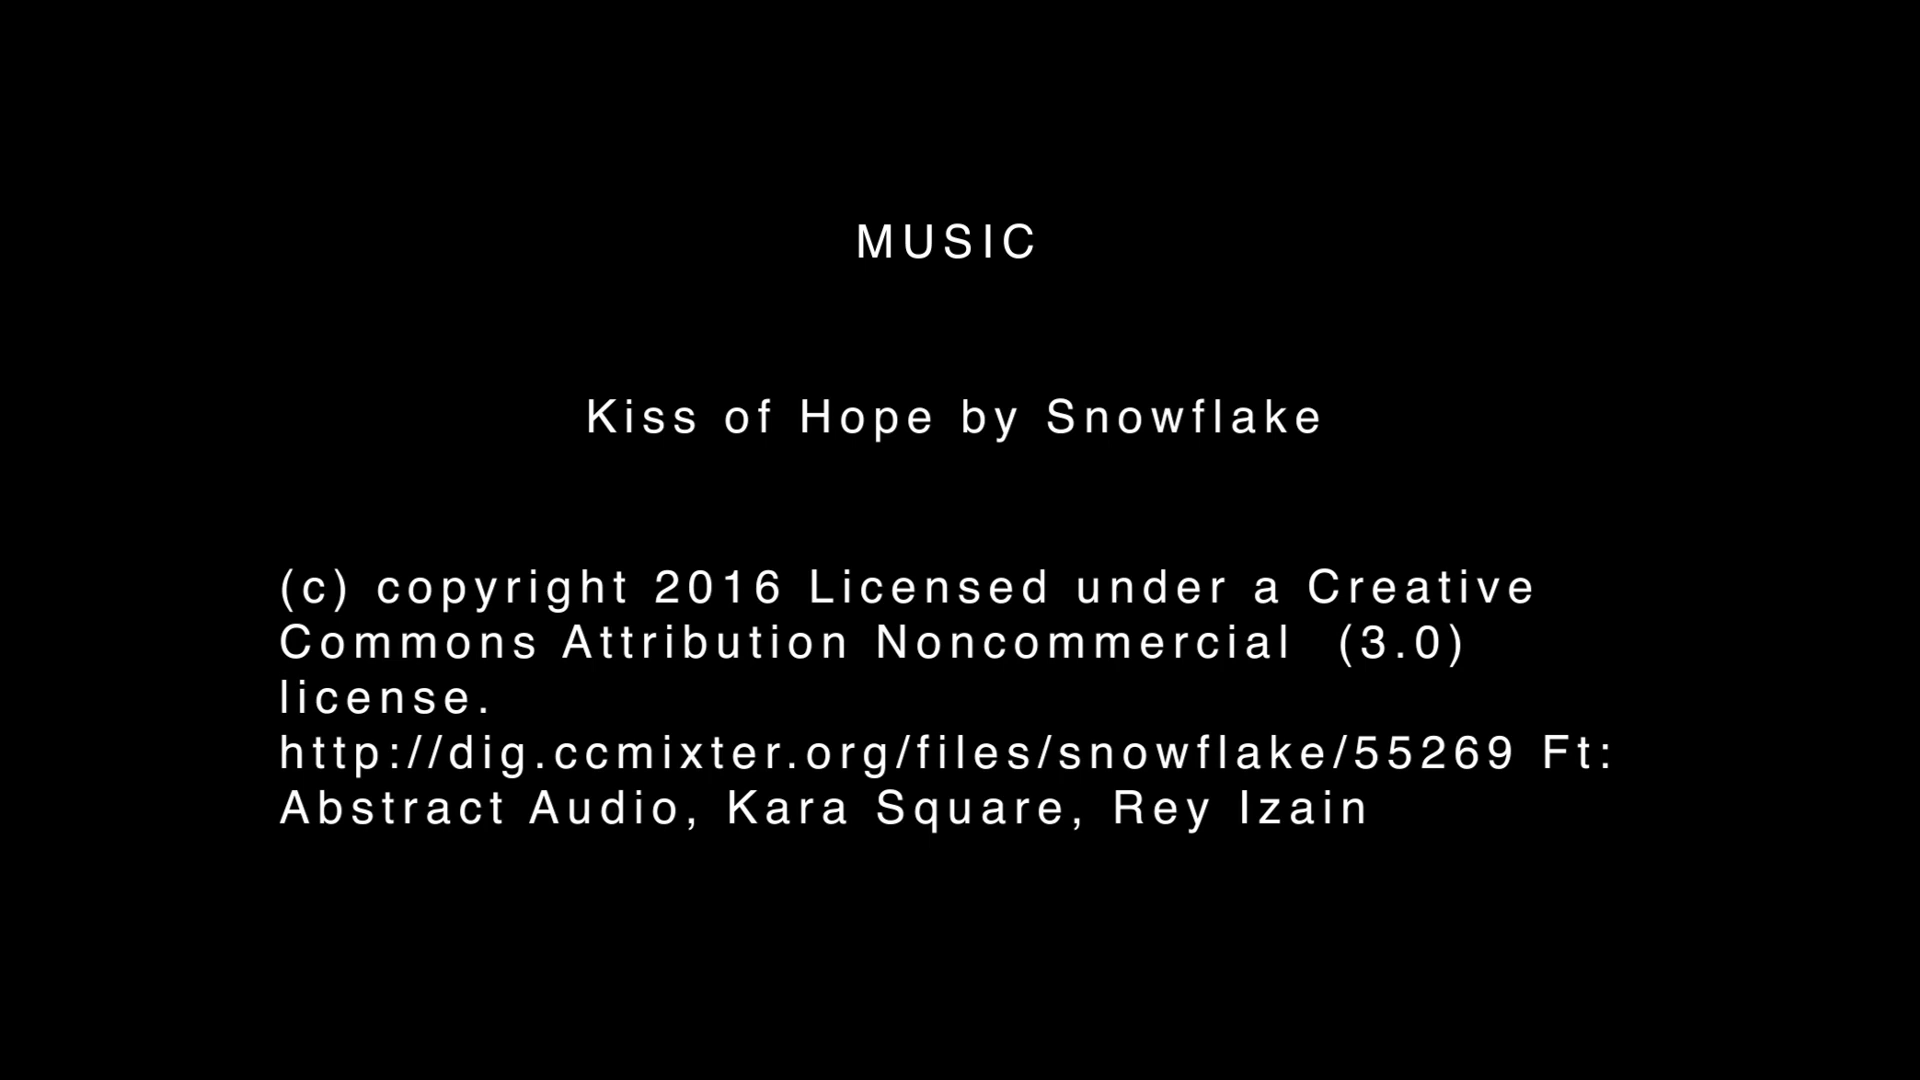 MUSIC
Kiss of Hope by Snowflake
(c) copyright 2016 Licensed under a Creative
Commons Attribution Noncommercial  (3.0)
license.
http://dig.ccmixter.org/files/snowflake/55269 Ft:
Abstract Audio, Kara Square, Rey Izain